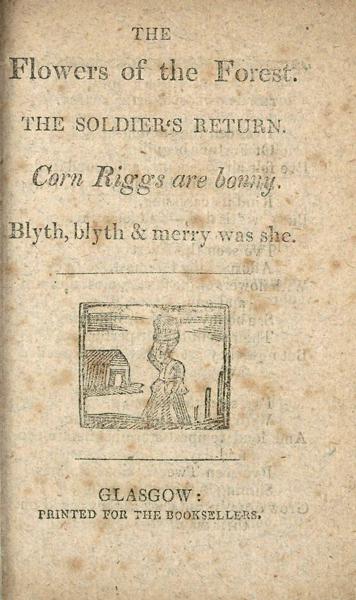 THE
Flowers of the Forest.
THE SOLDIER'S RETURN.
Corn Riggs are bonny.
Blyth, blyth & merry was she.
GLASGOW:
PRINTED FOR THE BOOKSELLERS.